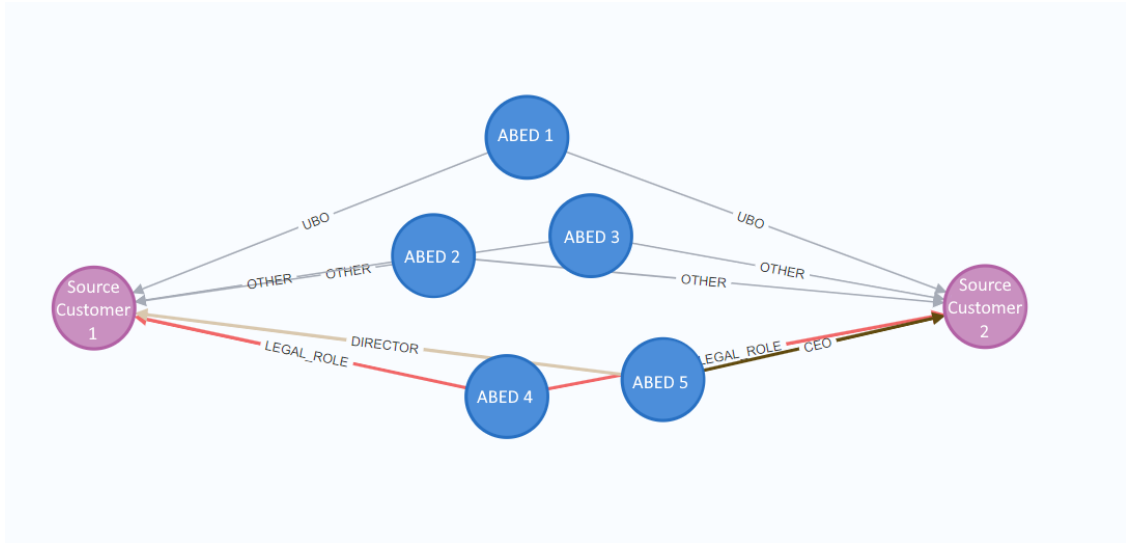 ABED 1
UBO
UBO
ABED 3
ABED 2
OTHER
OTHER
OTHER
OTHER
Source
Customer
1
Source
Customer
2
DIRECTOR
LEGAL_ROLE
LEGAL_ROLE
CEO
ABED 4
ABED 5